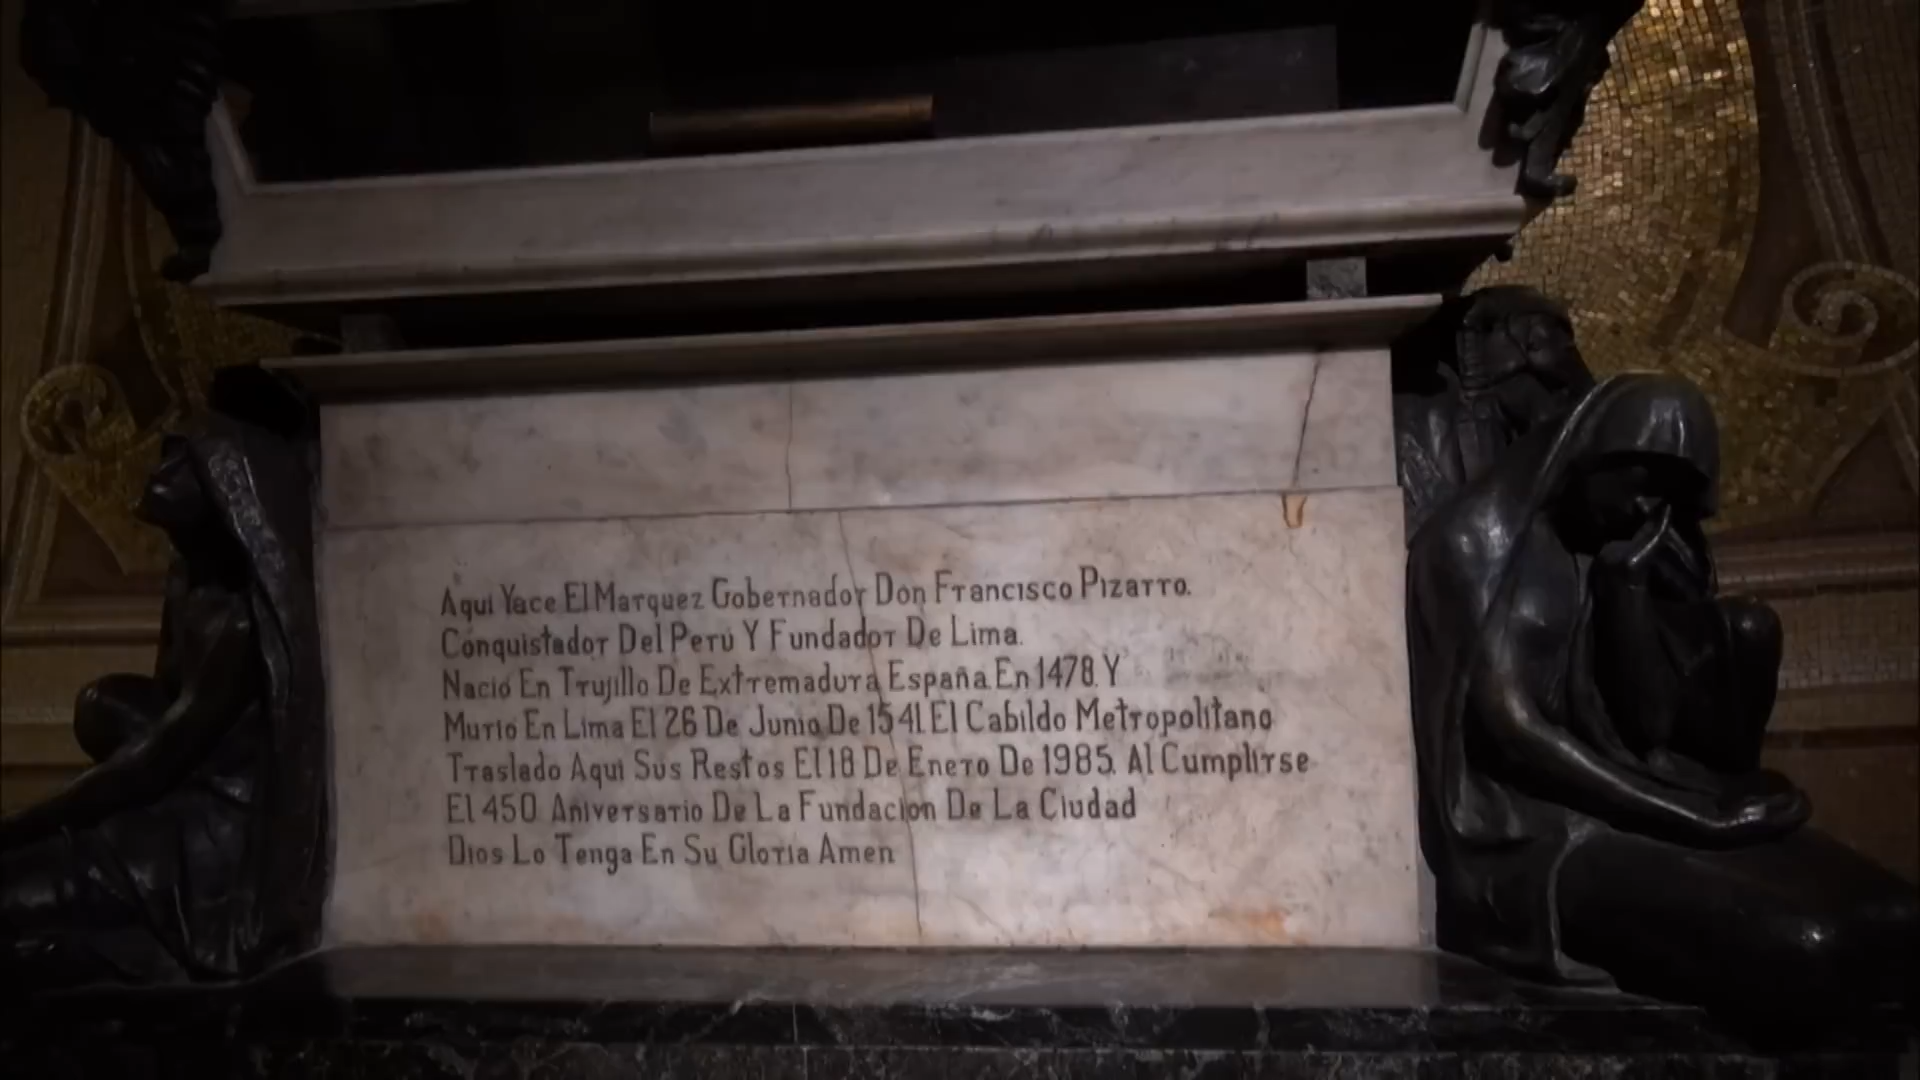 Aqui Yace El Marquez Gobernador Don Francisco Pizarro.
Conquistador Del Perú Y Fundador De Lima.
Nació En Trujillo De Extremadura España En 1478. Y
Murio En Lima El 26 De Junio De 1541. El Cabildo Metropolitano
Traslado Aqui Sus Restos El 18 De Enero De 1985. Al Cumplirse
El 450 Aniversario De La Fundacion De La Ciudad
Dios Lo Tenga En Su Gloria Amen